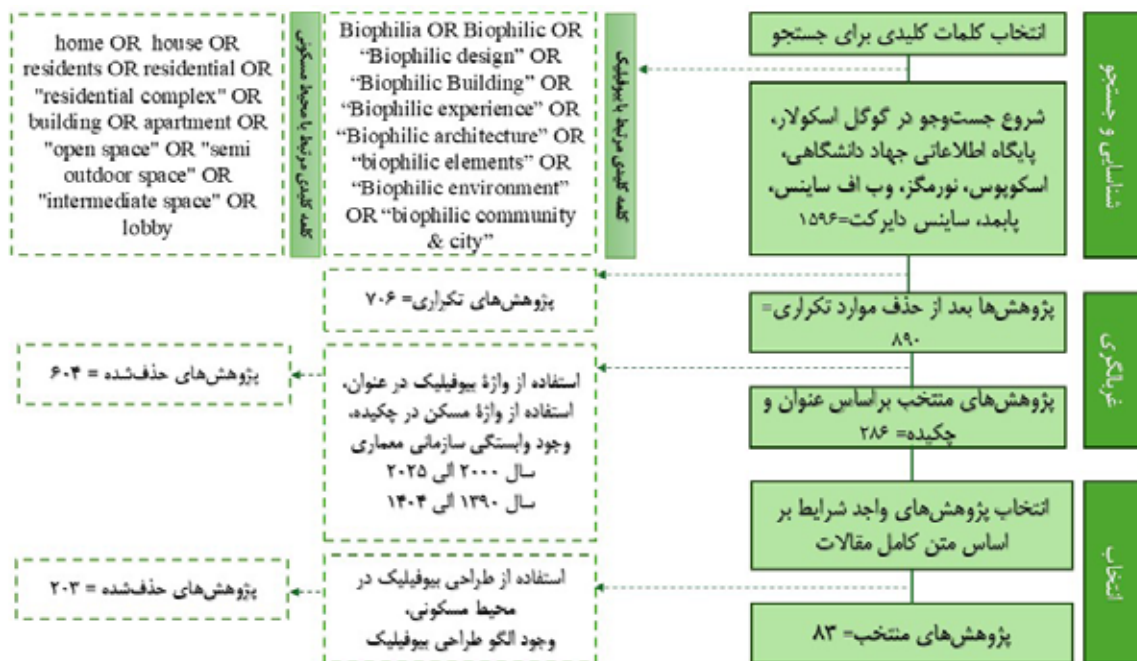 شناسایی و جستجو
انتخاب کلمات کلیدی برای جستجو
شروع جست‌وجو در گوگل اسکولار،
پایگاه اطلاعاتی جهاد دانشگاهی،
اسکوپوس، نورمگز، وب اف ساینس،
پابمد، ساینس دایرکت=۱۵۹۶
کلمه کلیدی مرتبط با بیوفیلیک
Biophilia OR Biophilic OR
“Biophilic design” OR
“Biophilic Building” OR
“Biophilic experience” OR
“Biophilic architecture” OR
“biophilic elements” OR
“Biophilic environment”
OR “biophilic community
& city”
کلمه کلیدی مرتبط با محیط مسکونی
home OR house OR
residents OR residential OR
"residential complex" OR
building OR apartment OR
"open space" OR "semi
outdoor space" OR
"intermediate space" OR
lobby
پژوهش‌های تکراری= ۷۰۶
غربالگری
پژوهش‌ها بعد از حذف موارد تکراری=
۸۹۰
پژوهش‌های منتخب براساس عنوان و
چکیده= ۲۸۶
استفاده از واژهٔ بیوفیلیک در عنوان،
استفاده از واژهٔ مسکن در چکیده،
وجود وابستگی سازمانی معماری
سال ۲۰۰۰ الی ۲۰۲۵
سال ۱۳۹۰ الی ۱۴۰۴
پژوهش‌های حذف‌شده = ۶۰۴
انتخاب
انتخاب پژوهش‌های واجد شرایط بر
اساس متن کامل مقالات
استفاده از طراحی بیوفیلیک در
محیط مسکونی،
وجود الگو طراحی بیوفیلیک
پژوهش‌های حذف‌شده = ۲۰۳
پژوهش‌های منتخب= ۸۳